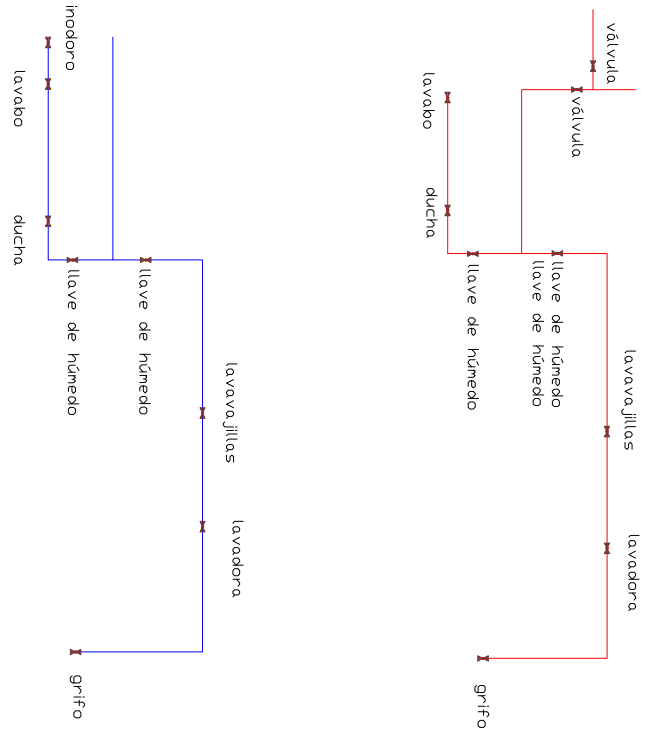 inodoro
lavabo
ducha
llave de húmedo
llave de húmedo
lavavajillas
lavadora
grifo
válvula
válvula
lavabo
ducha
llave de húmedo
llave de húmedo
llave de húmedo
lavavajillas
lavadora
grifo